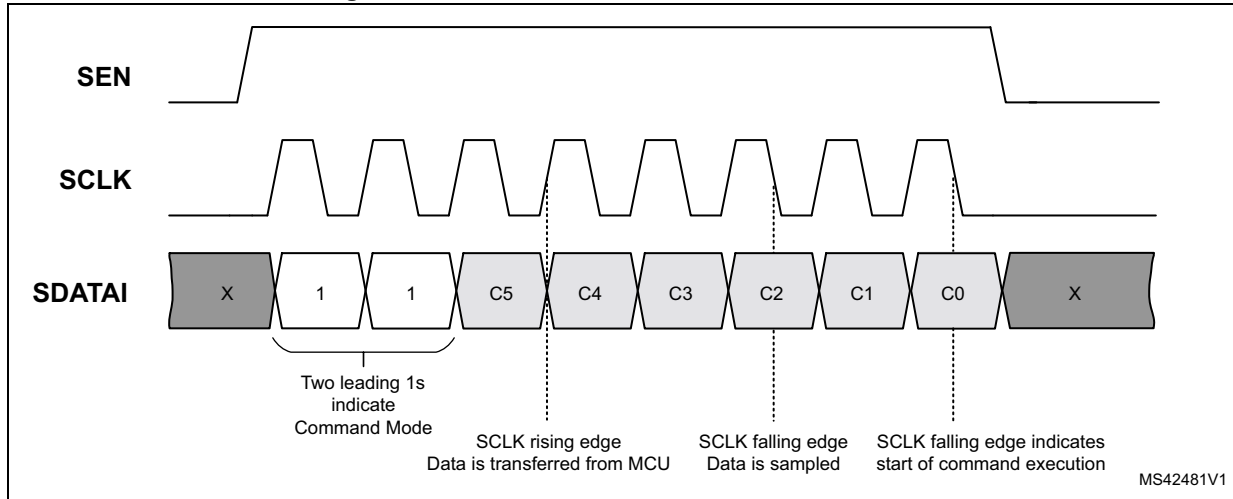 SEN
SCLK
SDATAI X 1 1 C5 C4 C3 C2 C1 C0 X
Two leading 1s
indicate
Command Mode
SCLK rising edge
Data is transferred from MCU
SCLK falling edge
Data is sampled
SCLK falling edge indicates
start of command execution
MS42481V1